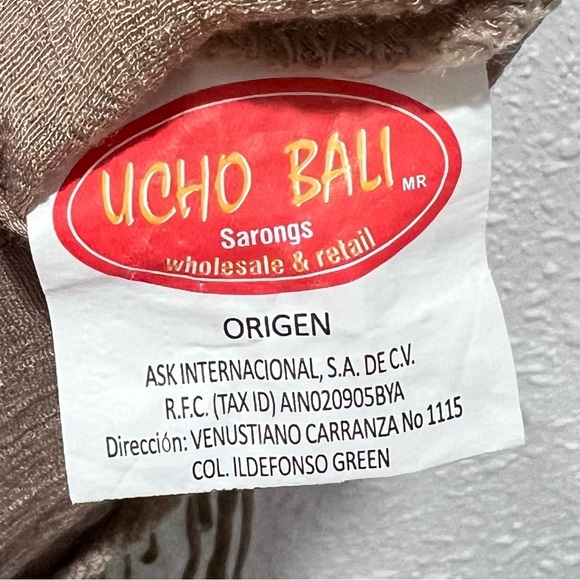 UCHO BALI MR
Sarongs
wholesale & retail
ORIGEN
ASK INTERNACIONAL, S.A. DE C.V.
R.F.C. (TAX ID) AIN020905BYA
Dirección: VENUSTIANO CARRANZA No 1115
COL. ILDEFONSO GREEN